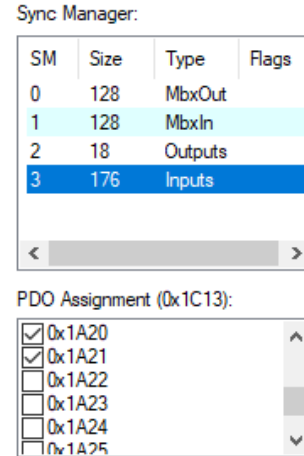 Sync Manager:
SM Size Type Flags
0 128 MbxOut
1 128 MbxIn
2 18 Outputs
3 176 Inputs
PDO Assignment (0x1C13):
0x1A20
0x1A21
0x1A22
0x1A23
0x1A24
0x1A25